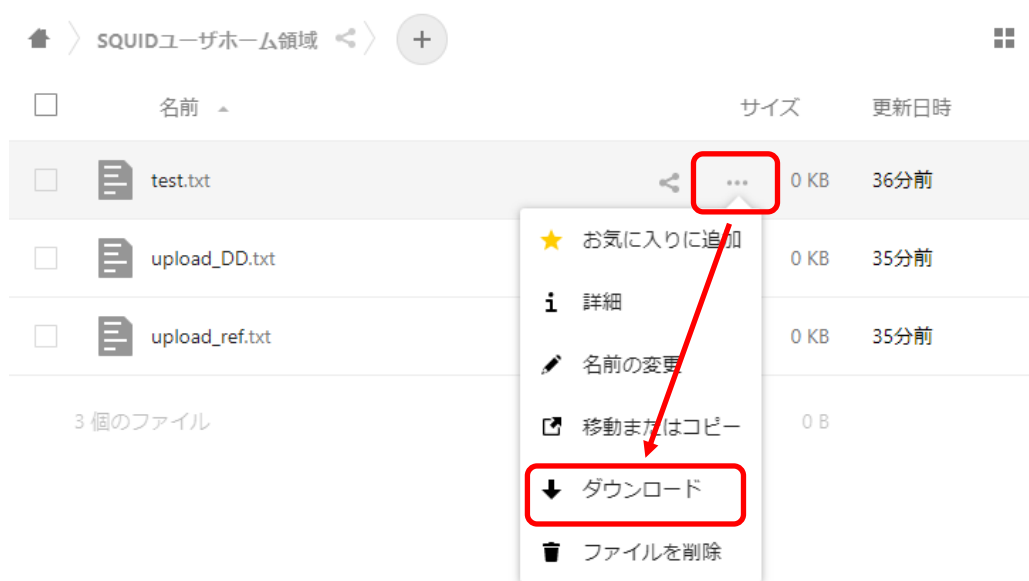 SQUIDユーザホーム領域
名前 サイズ 更新日時
test.txt 0 KB 36分前
お気に入りに追加
upload_DD.txt 0 KB 35分前
詳細
upload_ref.txt 0 KB 35分前
名前の変更
3 個のファイル 0 B
移動またはコピー
ダウンロード
ファイルを削除